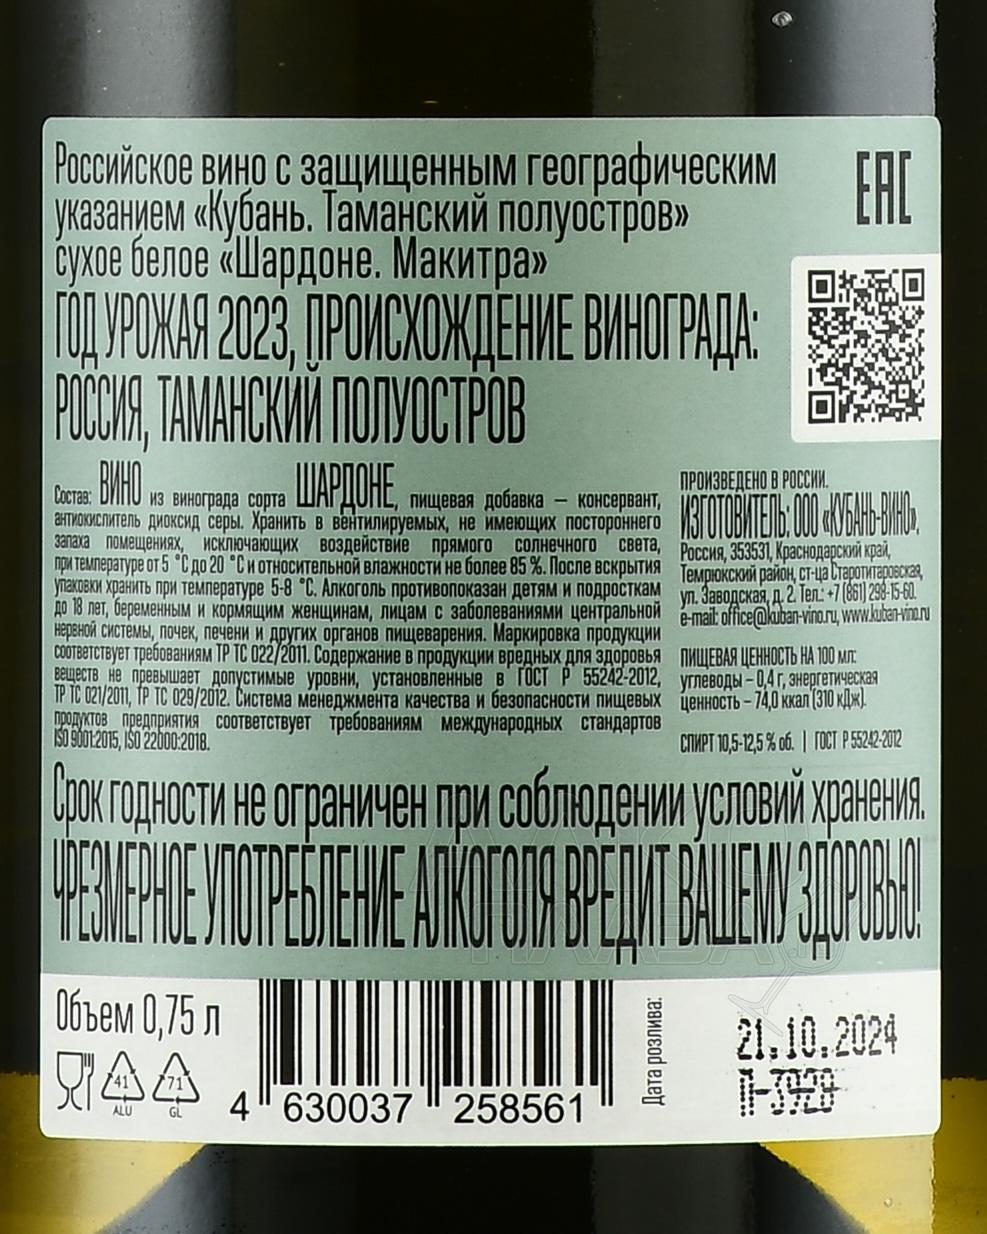 Российское вино с защищенным географическим
указанием «Кубань. Таманский полуостров»
сухое белое «Шардоне. Макитра»
ГОД УРОЖАЯ 2023, ПРОИСХОЖДЕНИЕ ВИНОГРАДА:
РОССИЯ, ТАМАНСКИЙ ПОЛУОСТРОВ
EAC
Состав: ВИНО из винограда сорта ШАРДОНЕ, пищевая добавка – консервант,
антиокислитель диоксид серы. Хранить в вентилируемых, не имеющих постороннего
запаха помещениях, исключающих воздействие прямого солнечного света,
при температуре от 5 °С до 20 °С и относительной влажности не более 85 %. После вскрытия
упаковки хранить при температуре 5-8 °С. Алкоголь противопоказан детям и подросткам
до 18 лет, беременным и кормящим женщинам, лицам с заболеваниями центральной
нервной системы, почек, печени и других органов пищеварения. Маркировка продукции
соответствует требованиям ТР ТС 022/2011. Содержание в продукции вредных для здоровья
веществ не превышает допустимые уровни, установленные в ГОСТ Р 55242-2012,
ТР ТС 021/2011, ТР ТС 029/2012. Система менеджмента качества и безопасности пищевых
продуктов предприятия соответствует требованиям международных стандартов
ISO 9001:2015, ISO 22000:2018.
ПРОИЗВЕДЕНО В РОССИИ.
ИЗГОТОВИТЕЛЬ: ООО «КУБАНЬ-ВИНО».
Россия, 353531, Краснодарский край,
Темрюкский район, ст-ца Старотитаровская,
ул. Заводская, д. 2. Тел.: +7 (861) 298-15-60.
e-mail: office@kuban-vino.ru, www.kuban-vino.ru
ПИЩЕВАЯ ЦЕННОСТЬ НА 100 мл:
углеводы – 0,4 г, энергетическая
ценность – 74,0 ккал (310 кДж).
СПИРТ 10,5-12,5 % об. | ГОСТ Р 55242-2012
Срок годности не ограничен при соблюдении условий хранения.
ЧРЕЗМЕРНОЕ УПОТРЕБЛЕНИЕ АЛКОГОЛЯ ВРЕДИТ ВАШЕМУ ЗДОРОВЬЮ!
Объем 0,75 л
41
ALU
71
GL
4 630037 258561
Дата розлива:
21.10.2024
Л-3928